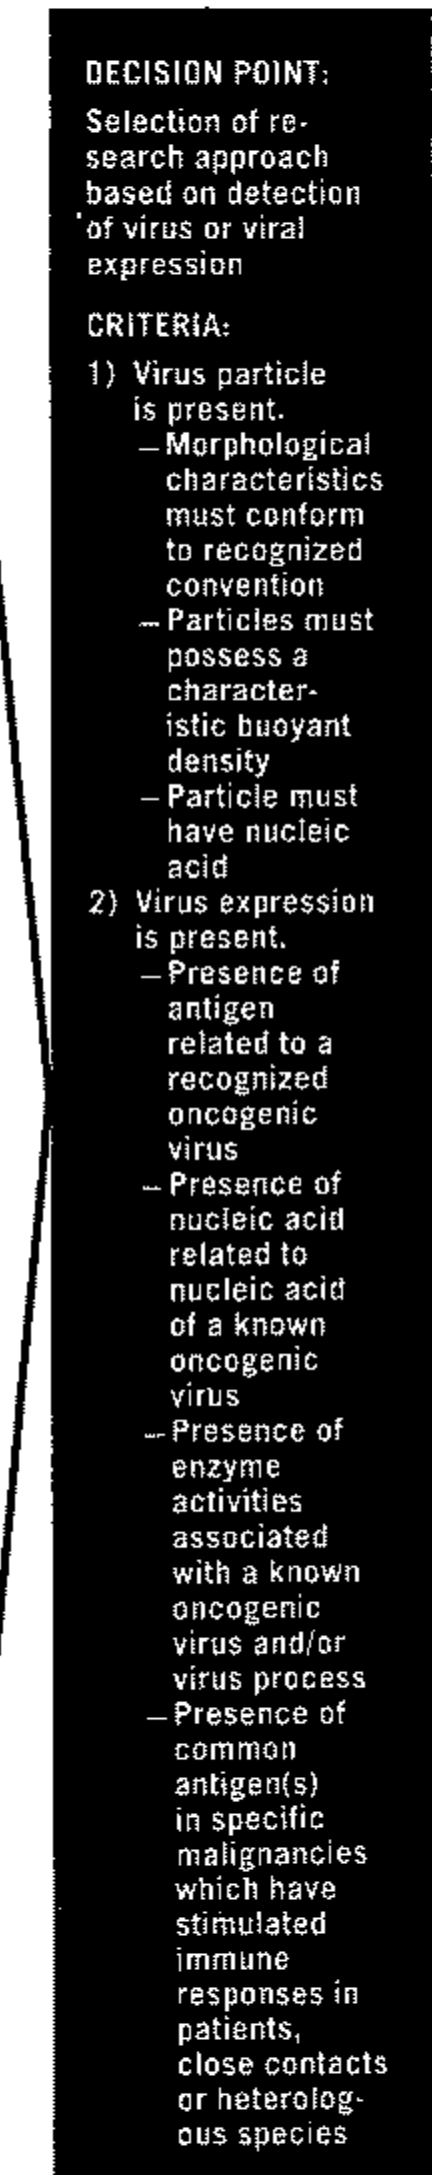 DECISION POINT:
Selection of re-
search approach
based on detection
of virus or viral
expression
CRITERIA:
1) Virus particle
is present.
— Morphological
characteristics
must conform
to recognized
convention
— Particles must
possess a
character-
istic buoyant
density
— Particle must
have nucleic
acid
2) Virus expression
is present.
— Presence of
antigen
related to a
recognized
oncogenic
virus
— Presence of
nucleic acid
related to
nucleic acid
of a known
oncogenic
virus
— Presence of
enzyme
activities
associated
with a known
oncogenic
virus and/or
virus process
— Presence of
common
antigen(s)
in specific
malignancies
which have
stimulated
immune
responses in
patients,
close contacts
or heterolog-
ous species